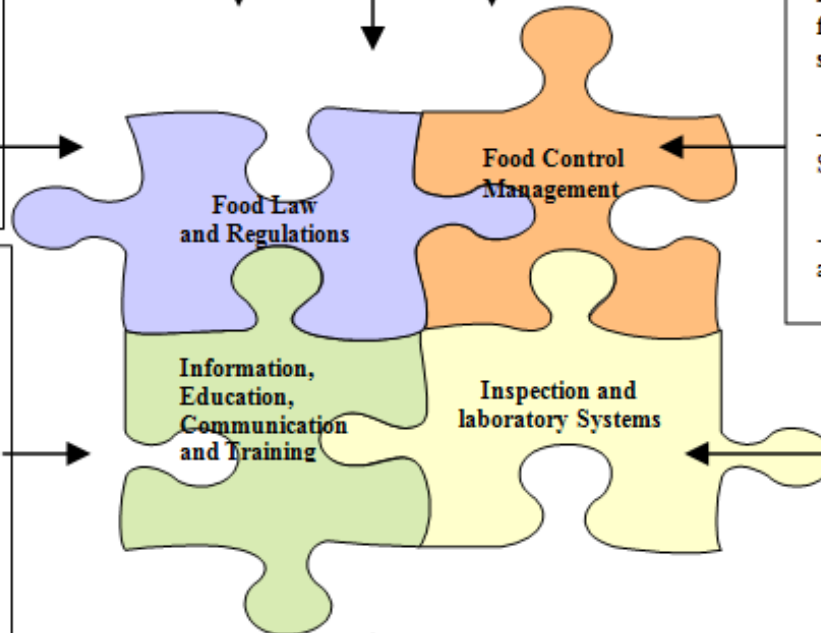 Food Law
and Regulations
Food Control
Management
Information,
Education,
Communication
and Training
Inspection and
laboratory Systems